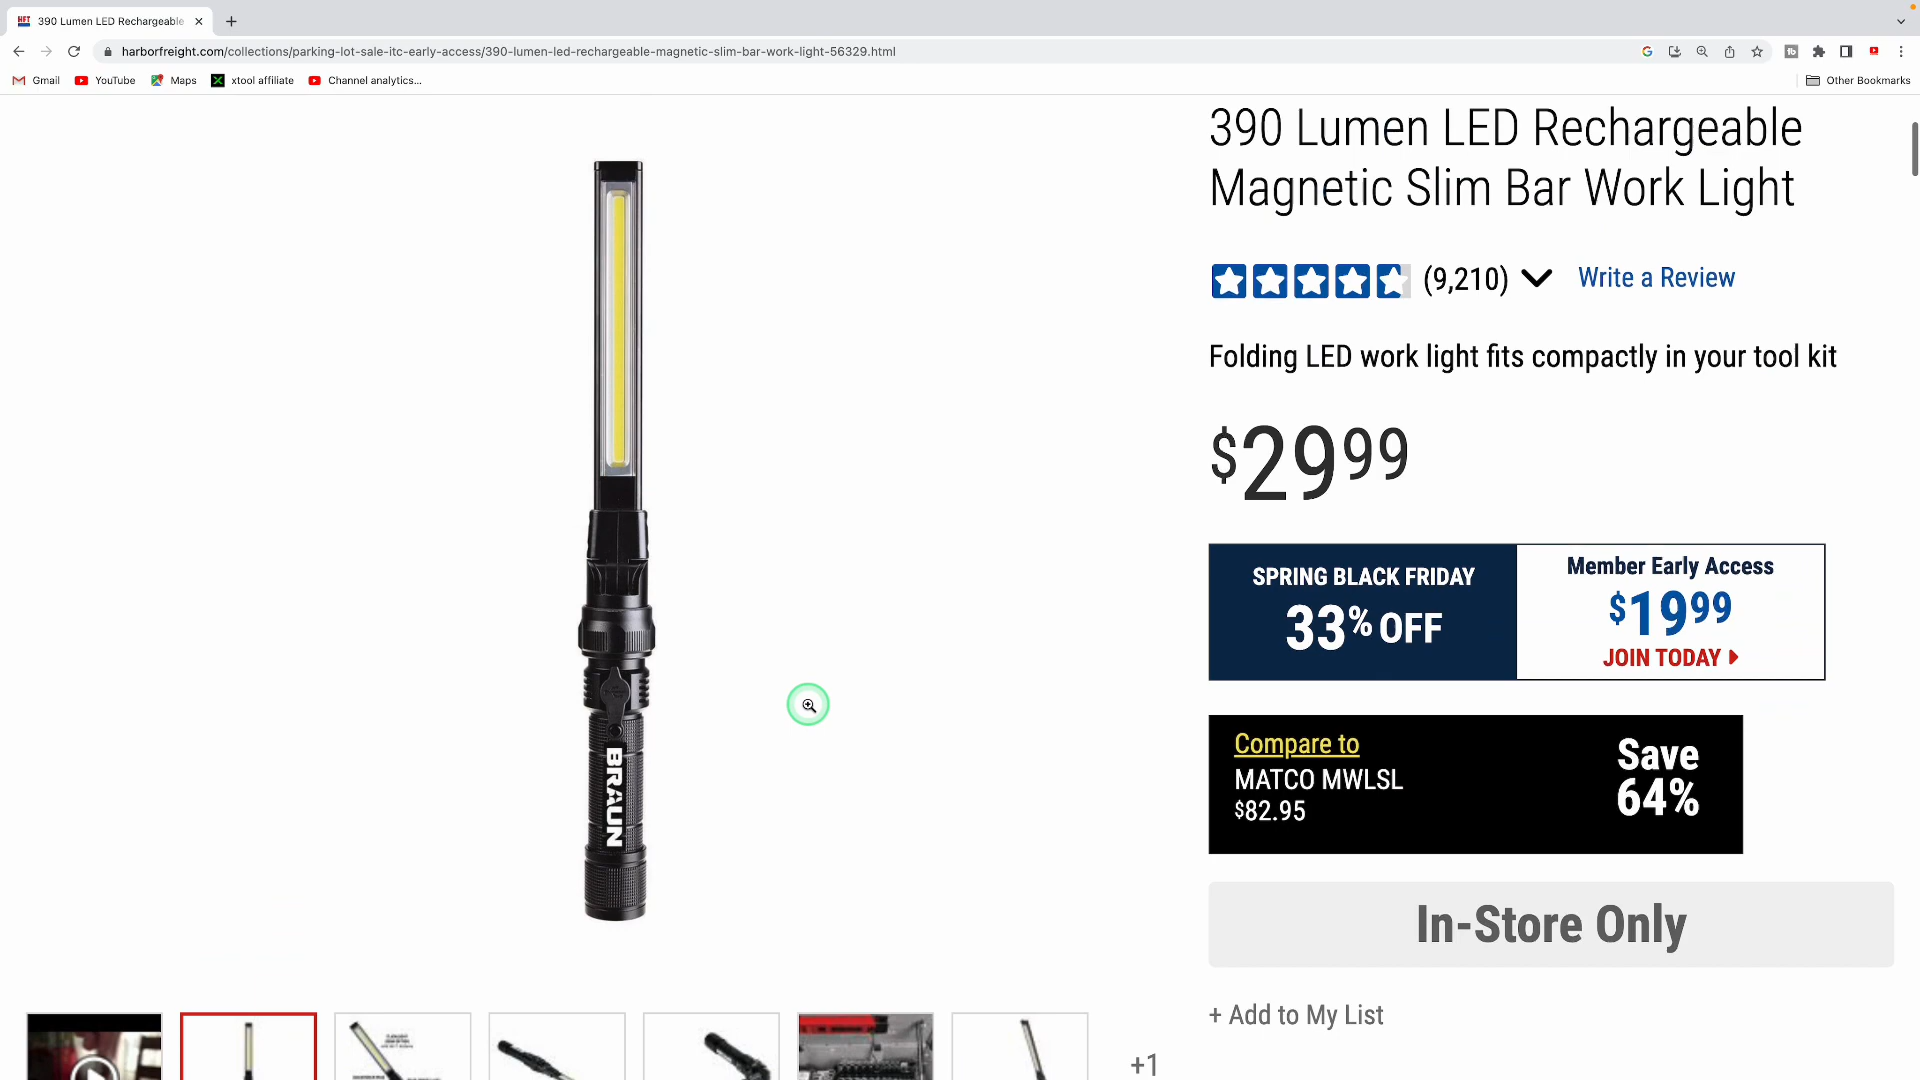 390 Lumen LED Rechargeable
harborfreight.com/collections/parking-lot-sale-itc-early-access/390-lumen-led-rechargeable-magnetic-slim-bar-work-light-56329.html
Gmail YouTube Maps xtool affiliate Channel analytics... Other Bookmarks
390 Lumen LED Rechargeable
Magnetic Slim Bar Work Light
(9,210) Write a Review
Folding LED work light fits compactly in your tool kit
$29 99
SPRING BLACK FRIDAY
33% OFF
Member Early Access
$19 99
JOIN TODAY
Compare to
MATCO MWLSL
$82.95
Save
64%
BRAUN
In-Store Only
+ Add to My List
+1